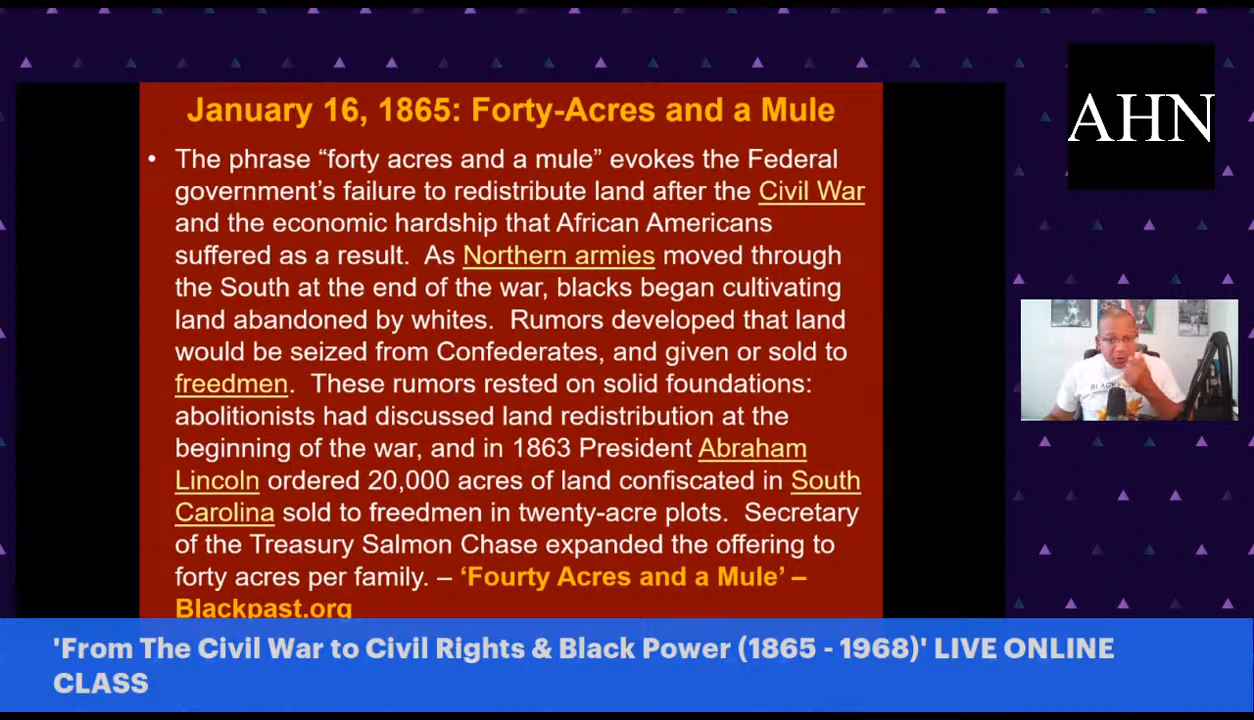 January 16, 1865: Forty-Acres and a Mule
AHN
• The phrase “forty acres and a mule” evokes the Federal
government’s failure to redistribute land after the Civil War
and the economic hardship that African Americans
suffered as a result.  As Northern armies moved through
the South at the end of the war, blacks began cultivating
land abandoned by whites.  Rumors developed that land
would be seized from Confederates, and given or sold to
freedmen.  These rumors rested on solid foundations:
abolitionists had discussed land redistribution at the
beginning of the war, and in 1863 President Abraham
Lincoln ordered 20,000 acres of land confiscated in South
Carolina sold to freedmen in twenty-acre plots.  Secretary
of the Treasury Salmon Chase expanded the offering to
forty acres per family. – ‘Fourty Acres and a Mule’ –
Blackpast.org
'From The Civil War to Civil Rights & Black Power (1865 - 1968)' LIVE ONLINE
CLASS